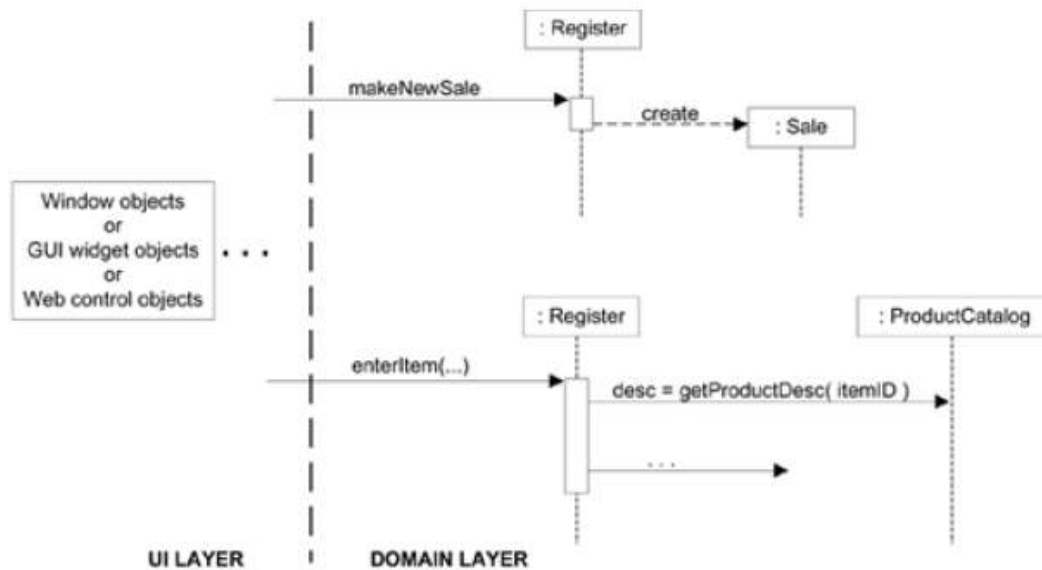 : Register
makeNewSale
create
: Sale
Window objects
or
GUI widget objects
or
Web control objects
. . .
: Register
: ProductCatalog
enterItem(...)
desc = getProductDesc( itemID )
. . .
UI LAYER
DOMAIN LAYER